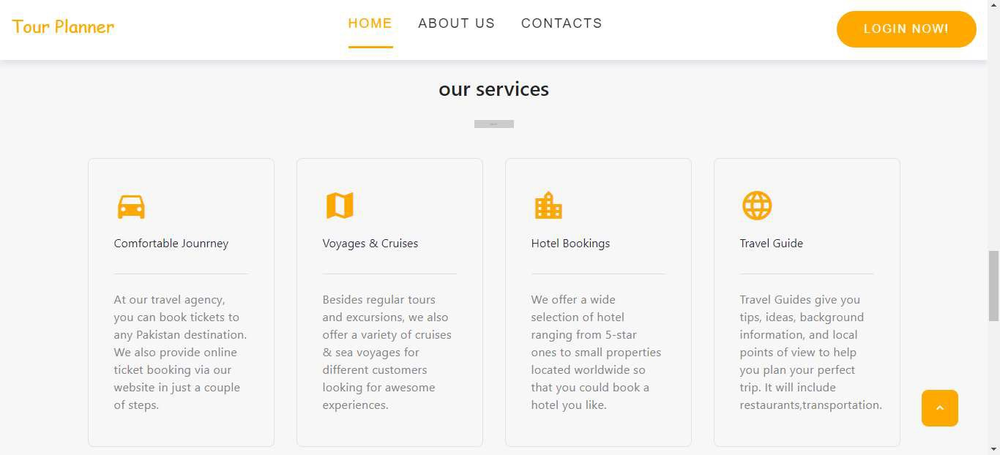 Tour Planner
HOME
ABOUT US
CONTACTS
LOGIN NOW!
our services
Comfortable Jounrney
At our travel agency,
you can book tickets to
any Pakistan destination.
We also provide online
ticket booking via our
website in just a couple
of steps.
Voyages & Cruises
Besides regular tours
and excursions, we also
offer a variety of cruises
& sea voyages for
different customers
looking for awesome
experiences.
Hotel Bookings
We offer a wide
selection of hotel
ranging from 5-star
ones to small properties
located worldwide so
that you could book a
hotel you like.
Travel Guide
Travel Guides give you
tips, ideas, background
information, and local
points of view to help
you plan your perfect
trip. It will include
restaurants,transportation.